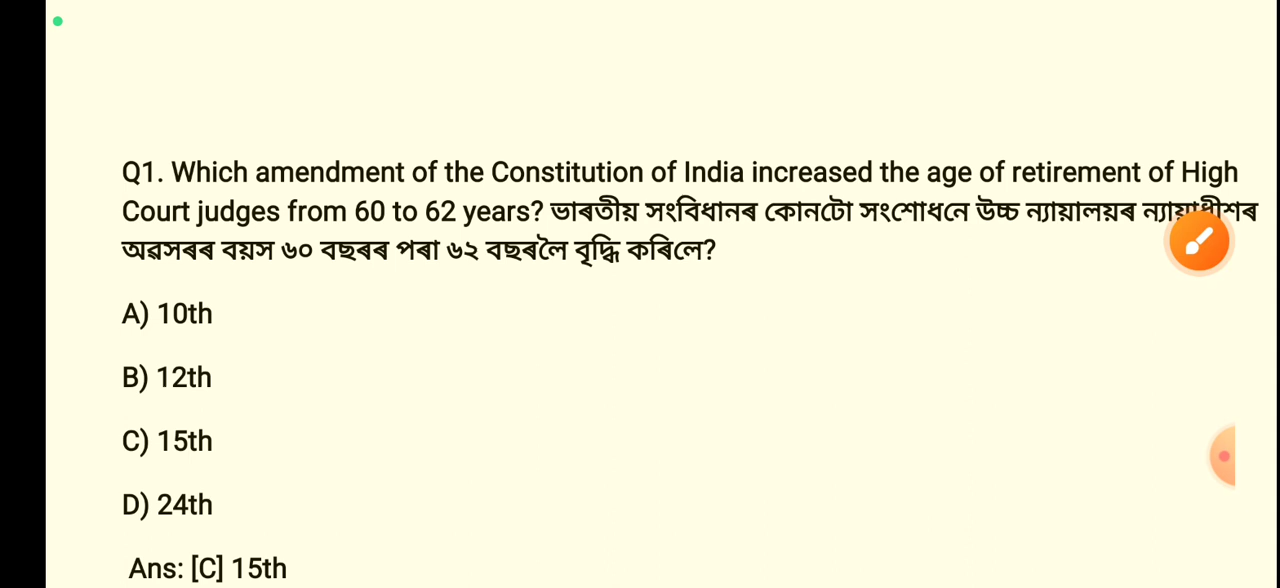 Q1. Which amendment of the Constitution of India increased the age of retirement of High
Court judges from 60 to 62 years? ভাৰতীয় সংবিধানৰ কোনটো সংশোধনে উচ্চ ন্যায়ালয়ৰ ন্যায়াধীশৰ
অৱসৰৰ বয়স ৬০ বছৰৰ পৰা ৬২ বছৰলৈ বৃদ্ধি কৰিলে?
A) 10th
B) 12th
C) 15th
D) 24th
Ans: [C] 15th